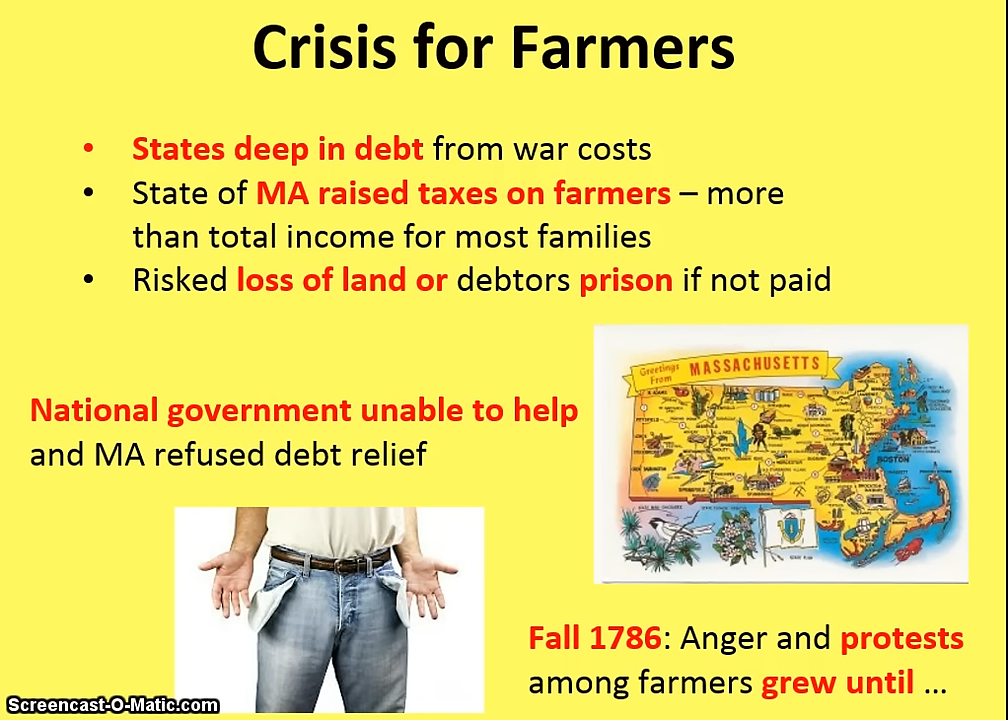 Crisis for Farmers
• States deep in debt from war costs
• State of MA raised taxes on farmers – more
than total income for most families
• Risked loss of land or debtors prison if not paid
National government unable to help
and MA refused debt relief
Greetings
From MASSACHUSETTS
BOSTON
Fall 1786: Anger and protests
among farmers grew until ...
Screencast-O-Matic.com